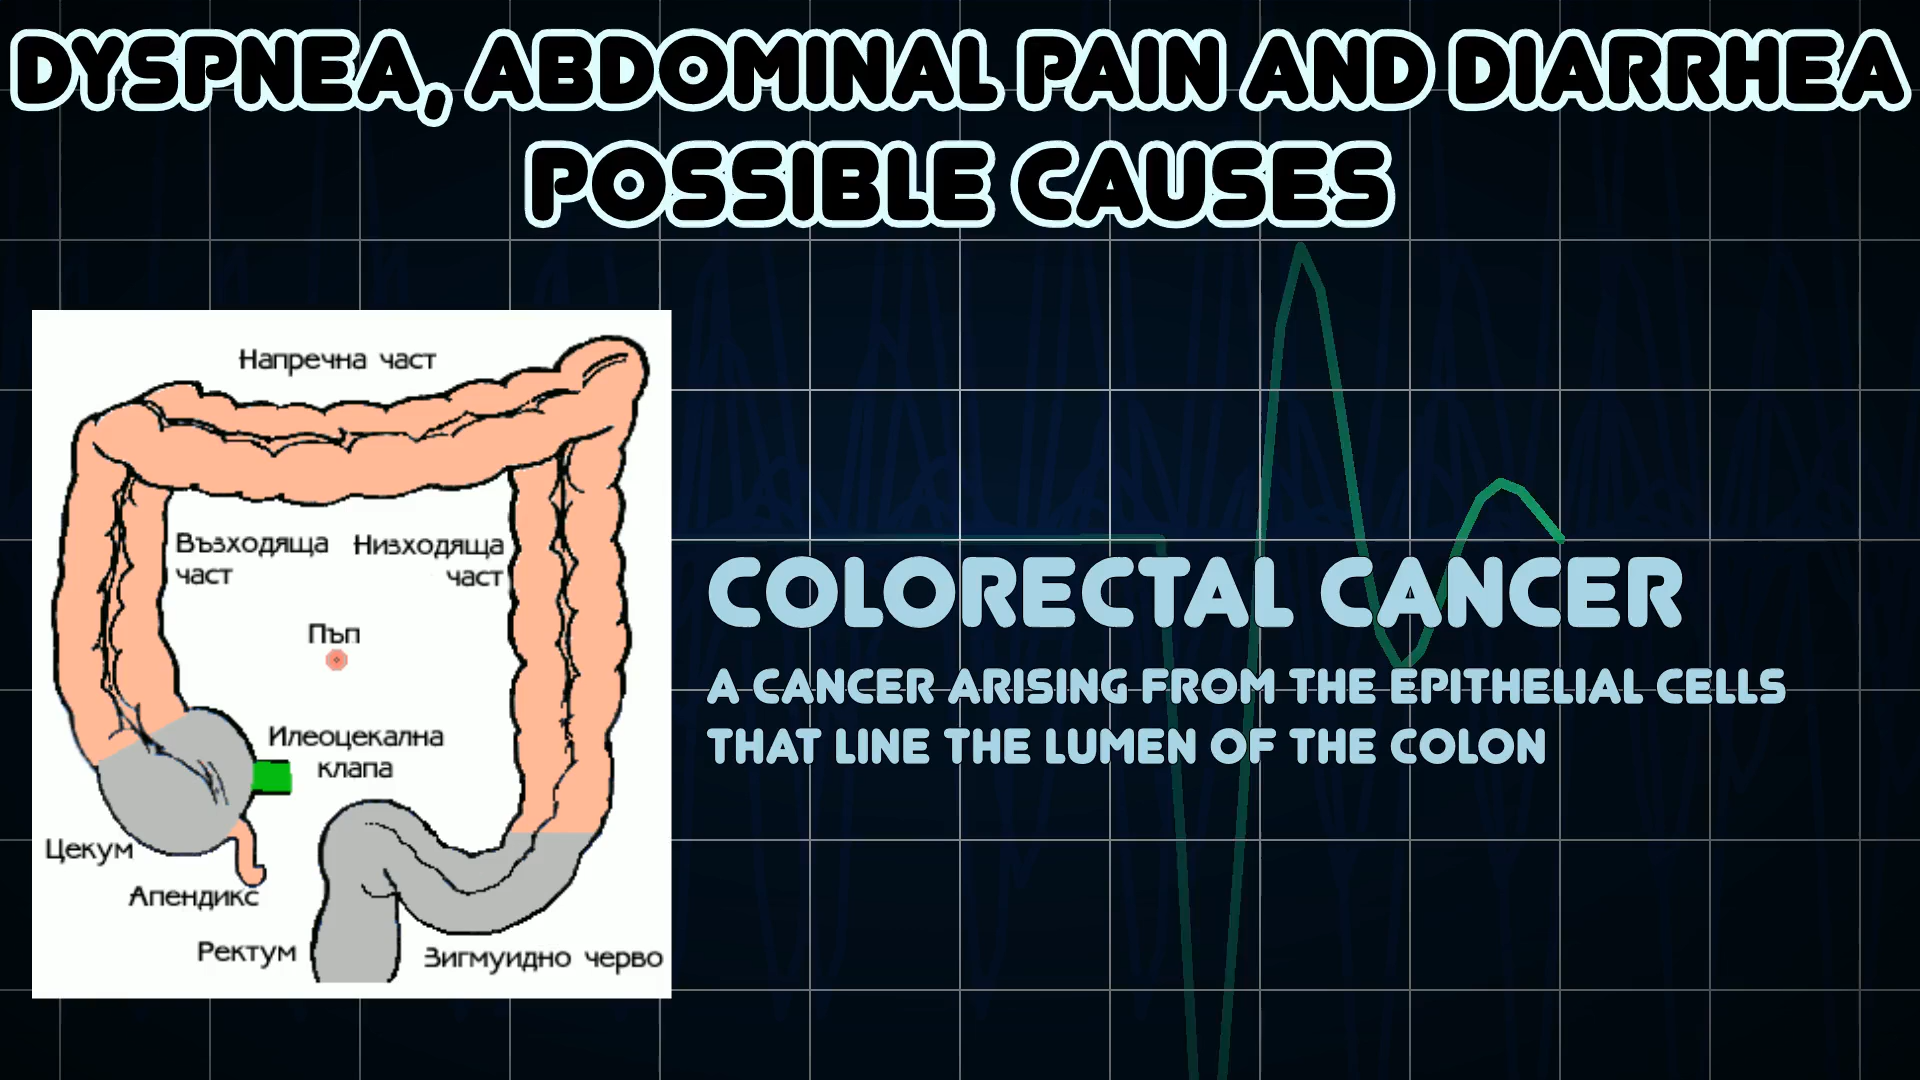 DYSPNEA, ABDOMINAL PAIN AND DIARRHEA
POSSIBLE CAUSES
Напречна част
Възходяща
част
Низходяща
част
Пъп
Илеоцекална
клапа
Цекум
Апендикс
Ректум
Зигмуидно черво
COLORECTAL CANCER
A CANCER ARISING FROM THE EPITHELIAL CELLS
THAT LINE THE LUMEN OF THE COLON